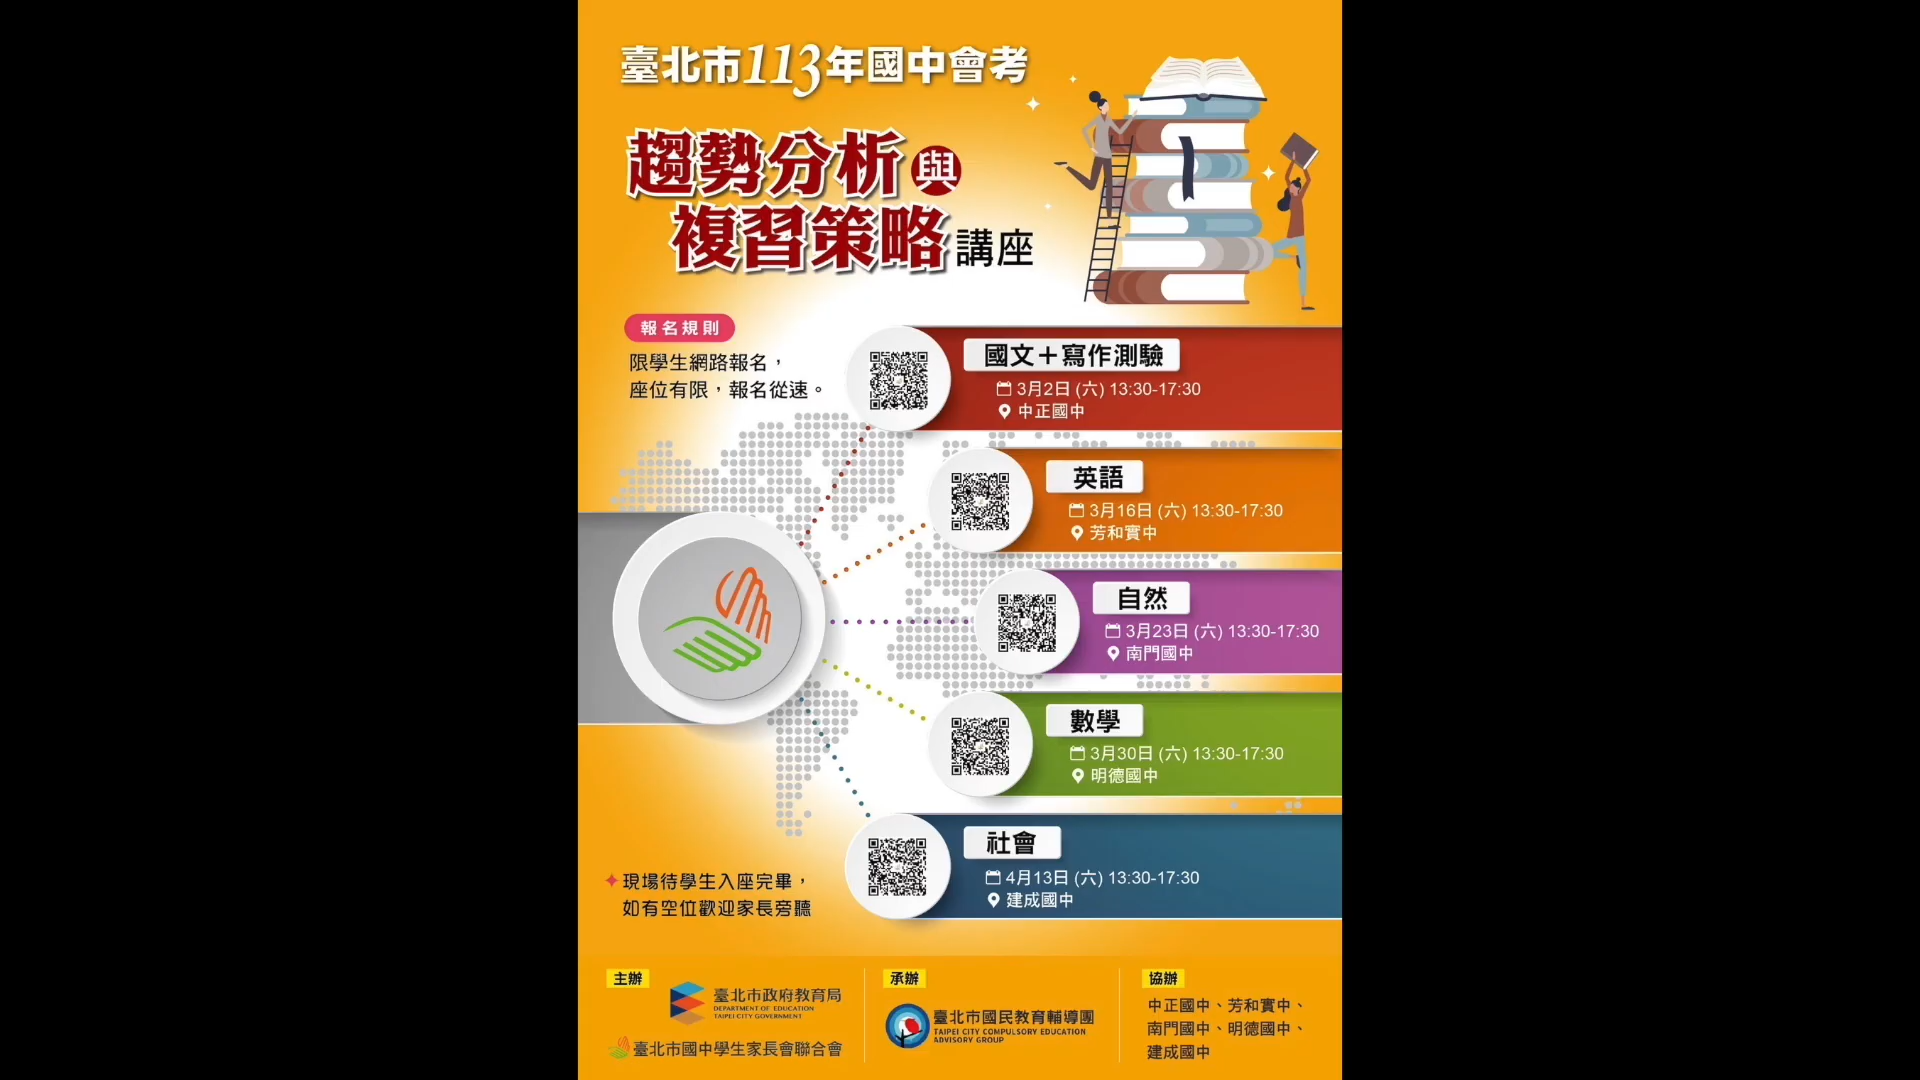 臺北市113年國中會考
趨勢分析與
複習策略講座
報名規則
限學生網路報名，
座位有限，報名從速。
國文＋寫作測驗
3月2日 (六) 13:30-17:30
中正國中
英語
3月16日 (六) 13:30-17:30
芳和實中
自然
3月23日 (六) 13:30-17:30
南門國中
數學
3月30日 (六) 13:30-17:30
明德國中
社會
4月13日 (六) 13:30-17:30
建成國中
現場待學生入座完畢，
如有空位歡迎家長旁聽
主辦
臺北市政府教育局
DEPARTMENT OF EDUCATION
TAIPEI CITY GOVERNMENT
臺北市國中學生家長會聯合會
承辦
臺北市國民教育輔導團
TAIPEI CITY COMPULSORY EDUCATION
ADVISORY GROUP
協辦
中正國中、芳和實中、
南門國中、明德國中、
建成國中